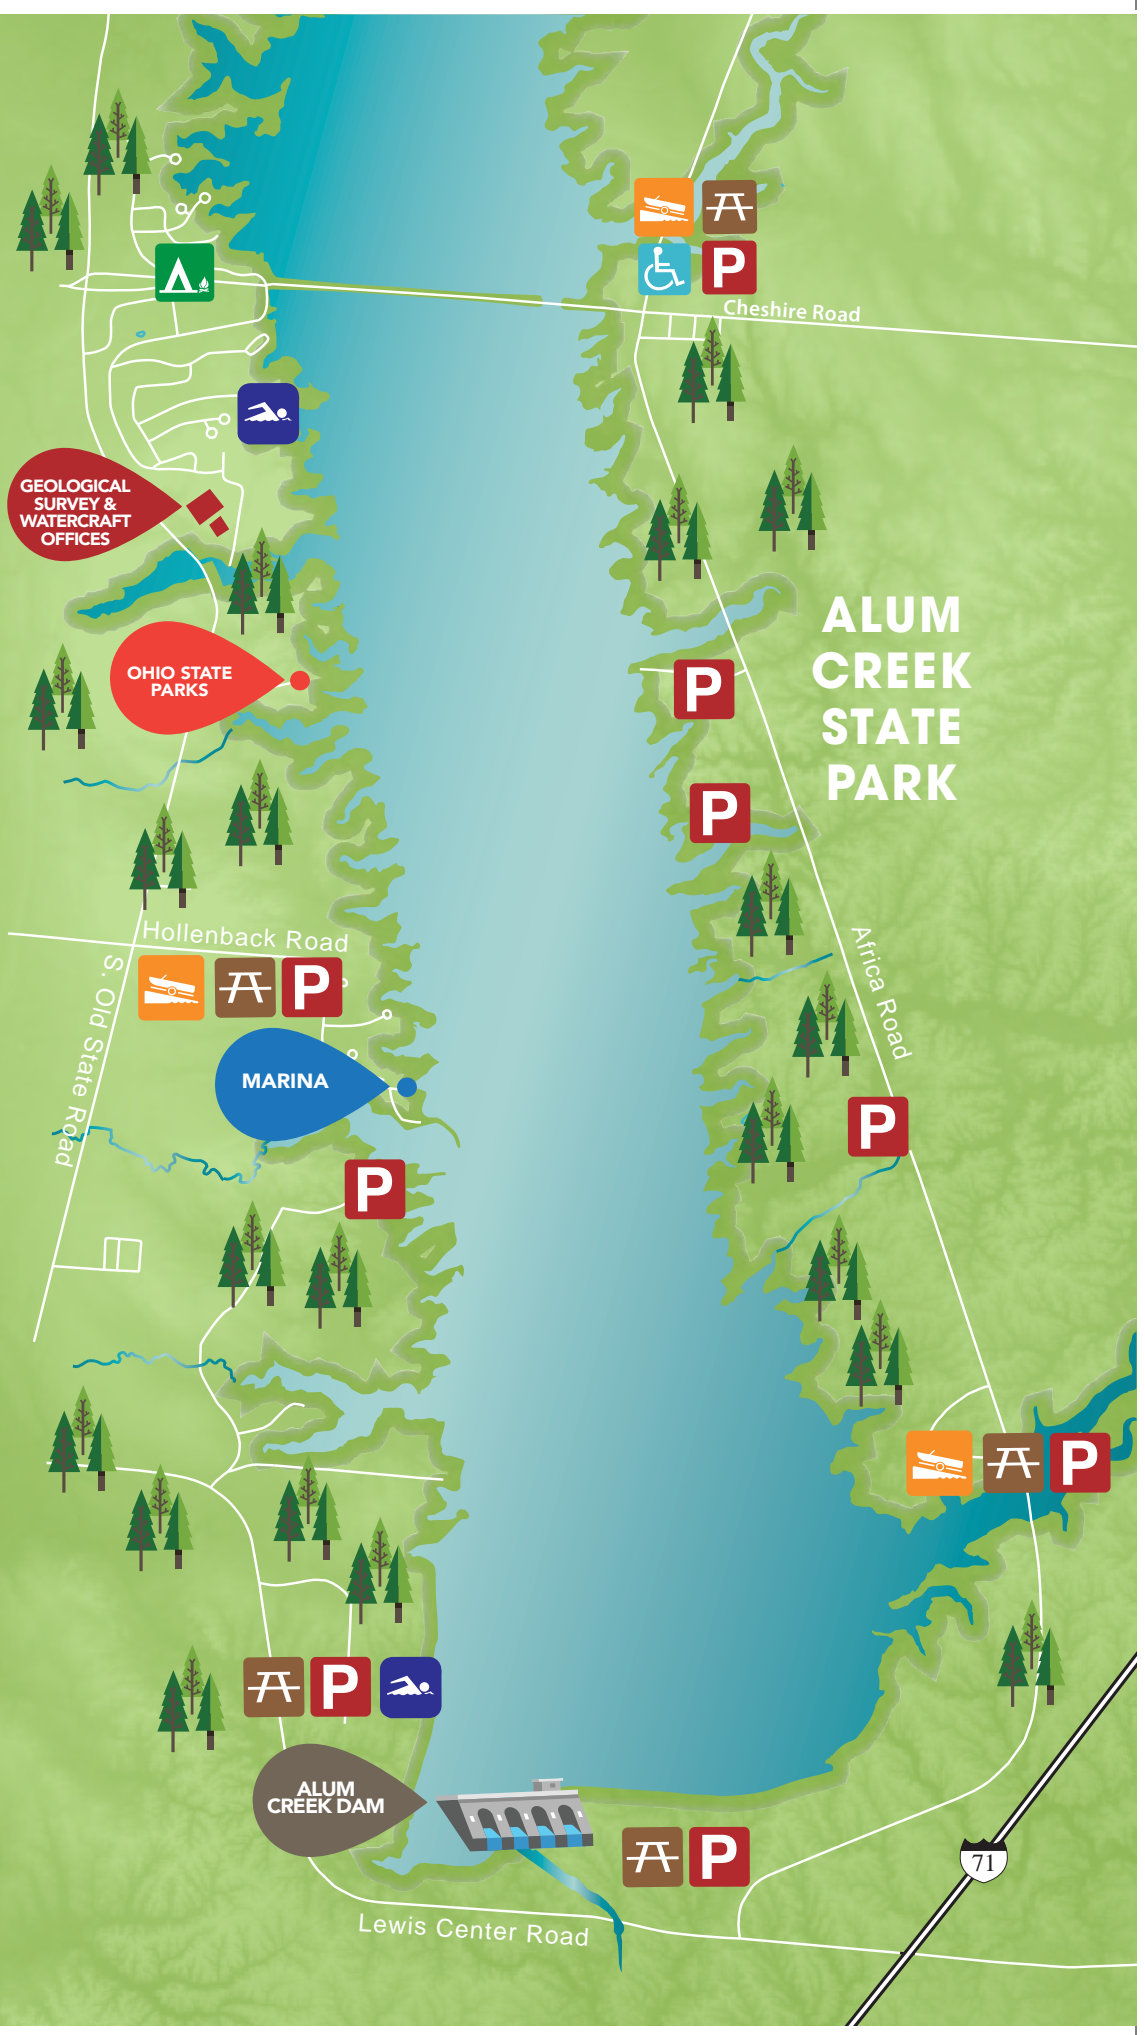 P
Cheshire Road
GEOLOGICAL
SURVEY &
WATERCRAFT
OFFICES
ALUM
CREEK
STATE
PARK
OHIO STATE
PARKS
P
P
Hollenback Road
S. Old State Road
Africa Road
P
MARINA
P
P
P
P
ALUM
CREEK DAM
P
71
Lewis Center Road